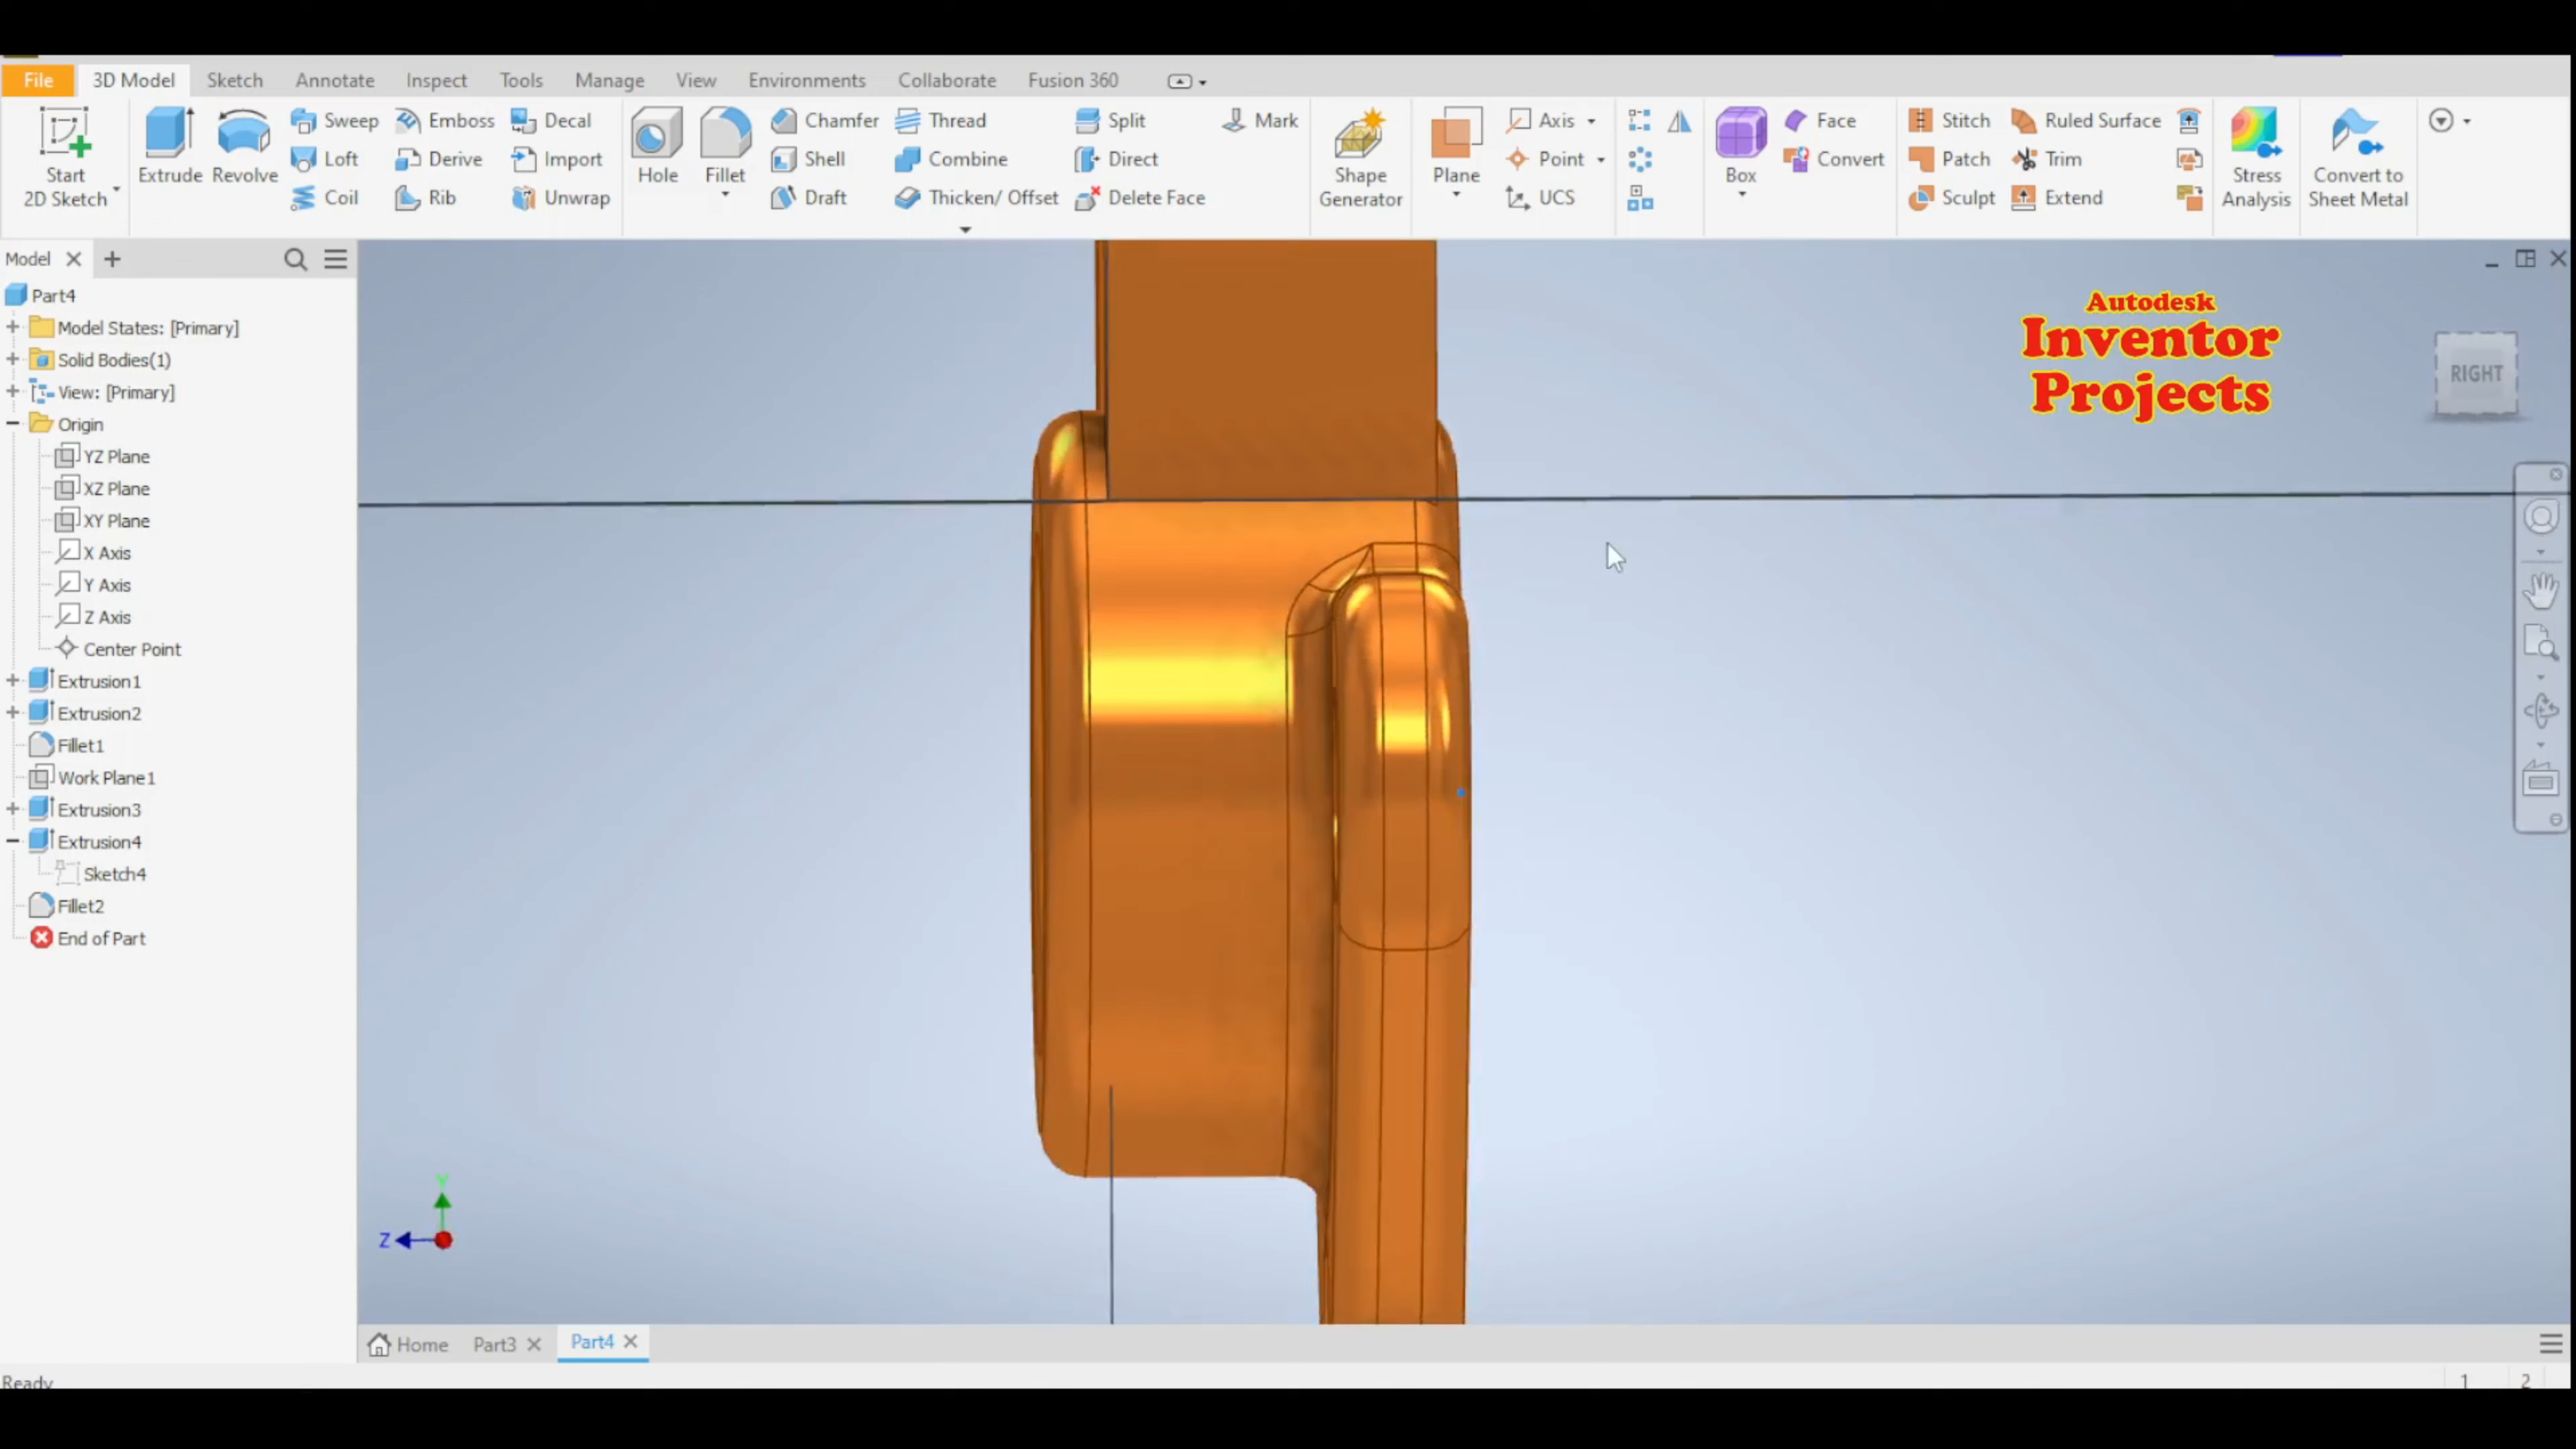 File 3D Model Sketch Annotate Inspect Tools Manage View Environments Collaborate Fusion 360
Start
2D Sketch
Extrude
Revolve
Sweep
Loft
Coil
Emboss
Derive
Rib
Decal
Import
Unwrap
Hole
Fillet
Chamfer
Shell
Draft
Thread
Combine
Thicken/ Offset
Split
Direct
Delete Face
Mark
Shape
Generator
Plane
Axis
Point
UCS
Box
Face
Convert
Stitch
Patch
Sculpt
Ruled Surface
Trim
Extend
Stress
Analysis
Convert to
Sheet Metal
Model
Part4
Model States: [Primary]
Solid Bodies(1)
View: [Primary]
Origin
YZ Plane
XZ Plane
XY Plane
X Axis
Y Axis
Z Axis
Center Point
Extrusion1
Extrusion2
Fillet1
Work Plane1
Extrusion3
Extrusion4
Sketch4
Fillet2
End of Part
Autodesk
Inventor
Projects
RIGHT
Y
Z
Home Part3 Part4
Ready
1 2